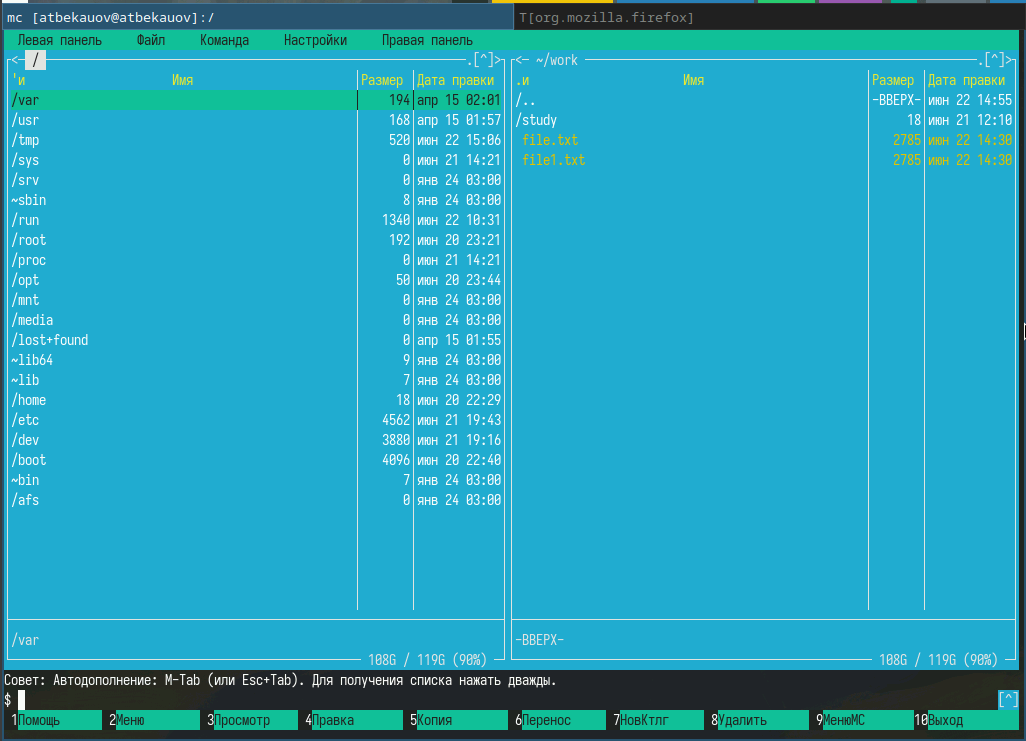 mc [atbekauov@atbekauov]:/ T[org.mozilla.firefox]
Левая панель Файл Команда Настройки Правая панель
<─ / .[^]> <─ ~/work .[^]>
'и Имя Размер Дата правки .и Имя Размер Дата правки
/var 194 апр 15 02:01 /.. -ВВЕРХ- июн 22 14:55
/usr 168 апр 15 01:57 /study 18 июн 21 12:10
/tmp 520 июн 22 15:06 file.txt 2785 июн 22 14:30
/sys 0 июн 21 14:21 file1.txt 2785 июн 22 14:30
/srv 0 янв 24 03:00
~sbin 8 янв 24 03:00
/run 1340 июн 22 10:31
/root 192 июн 20 23:21
/proc 0 июн 21 14:21
/opt 50 июн 20 23:44
/mnt 0 янв 24 03:00
/media 0 янв 24 03:00
/lost+found 0 апр 15 01:55
~lib64 9 янв 24 03:00
~lib 7 янв 24 03:00
/home 18 июн 20 22:29
/etc 4562 июн 21 19:43
/dev 3880 июн 21 19:16
/boot 4096 июн 20 22:40
~bin 7 янв 24 03:00
/afs 0 янв 24 03:00
/var -ВВЕРХ-
108G / 119G (90%) 108G / 119G (90%)
Совет: Автодополнение: M-Tab (или Esc+Tab). Для получения списка нажать дважды.
$ [^]
1Помощь 2Меню 3Просмотр 4Правка 5Копия 6Перенос 7НовКтлг 8Удалить 9МенюМС 10Выход